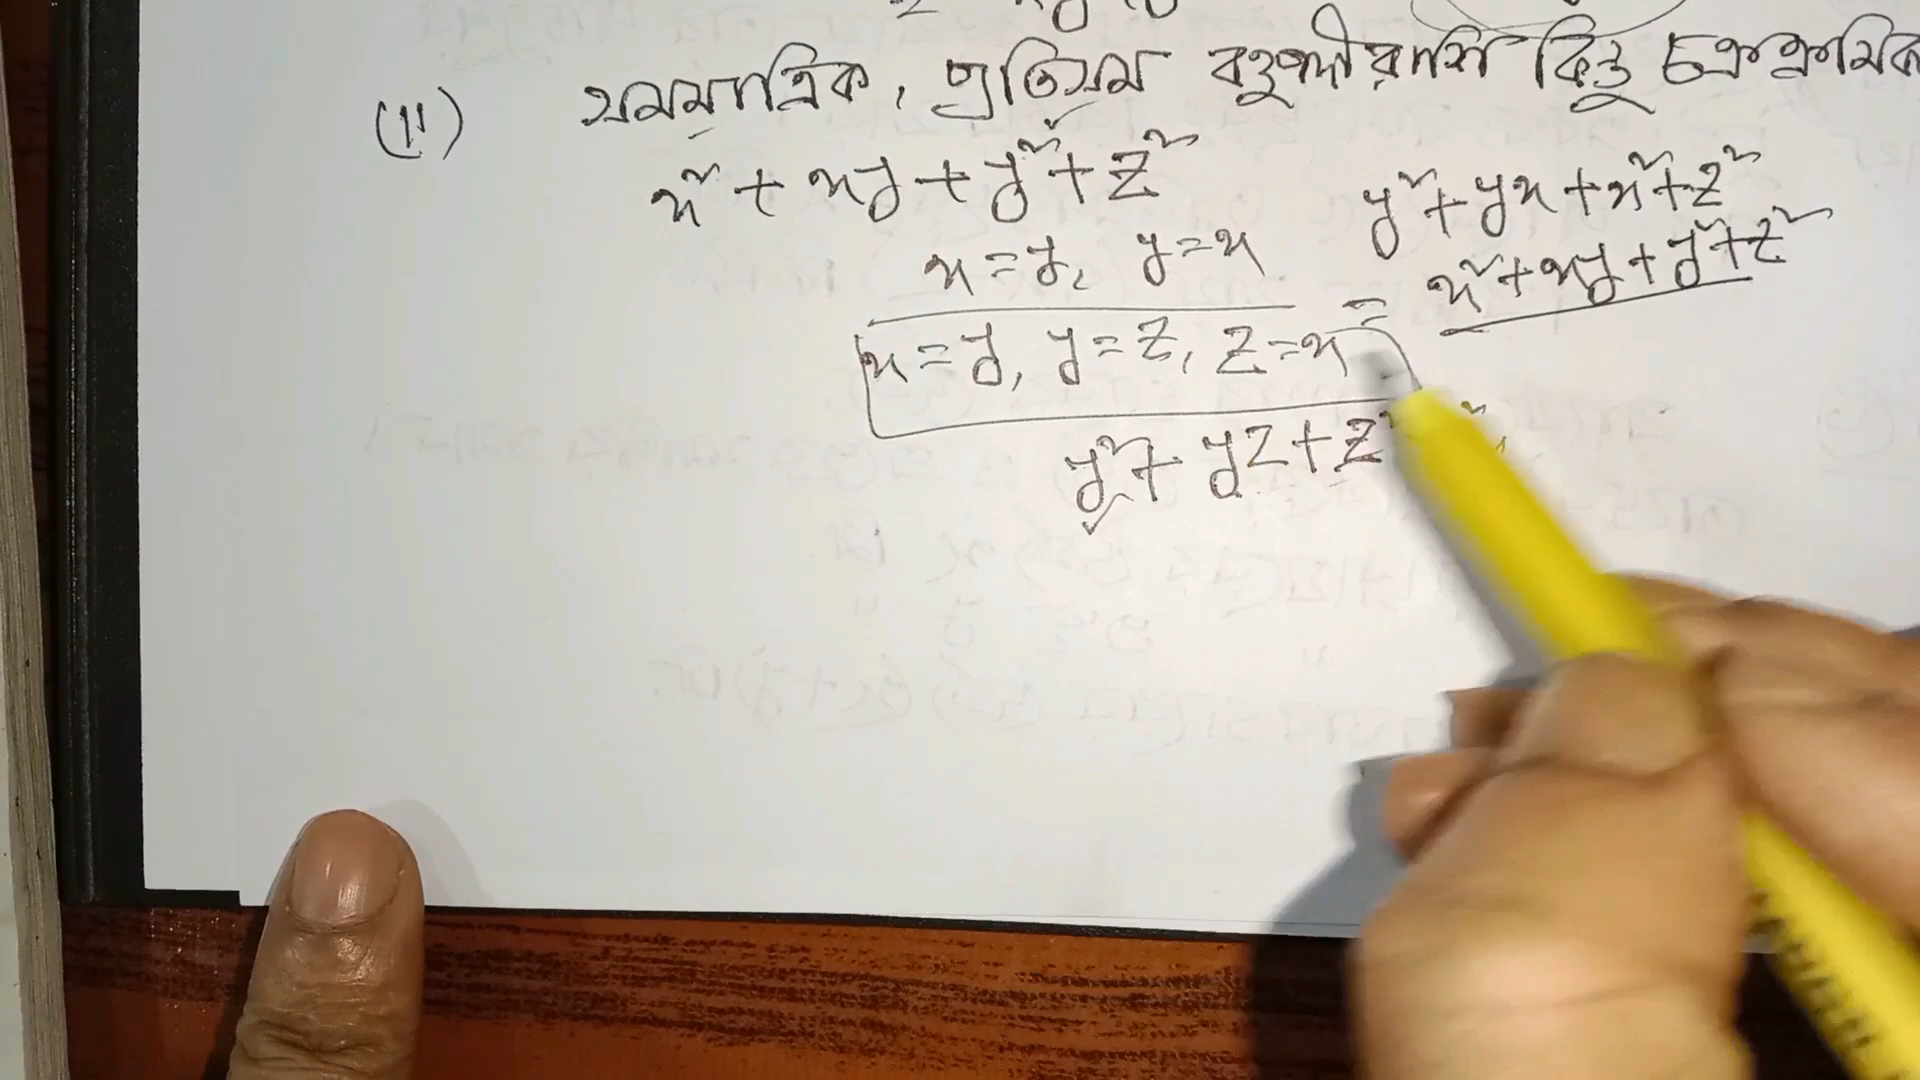 (ii) সমমাত্রিক, প্রতিসম বহুপদীরাশি কিন্তু চক্রক্রমিক
x² + xy + y² + z²
y² + yx + x² + z²
= x² + xy + y² + z²
x = y, y = x
x = y, y = z, z = x
y² + yz + z²